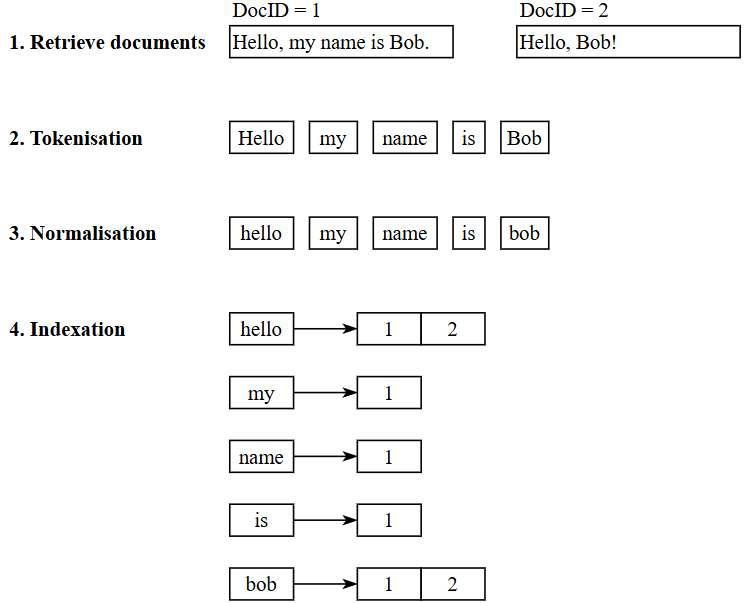 DocID = 1 DocID = 2
1. Retrieve documents Hello, my name is Bob. Hello, Bob!
2. Tokenisation Hello my name is Bob
3. Normalisation hello my name is bob
4. Indexation hello 1 2
my 1
name 1
is 1
bob 1 2